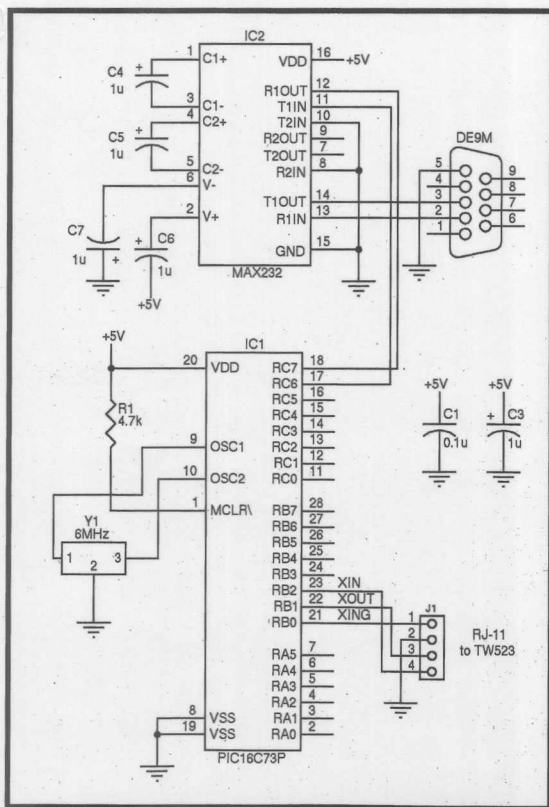 IC2
1 C1+
VDD 16 +5V
C4 +
1u
R1OUT 12
T1IN 11
3 C1-
4 C2+
T2IN 10
R2OUT 9
C5 +
1u
T2OUT 7
R2IN 8
5 C2-
6 V-
T1OUT 14
R1IN 13
2 V+
C7
1u +
C6 +
1u
+5V
GND 15
MAX232
DE9M
5
9
4
8
3
7
2
6
1
IC1
+5V
20 VDD
RC7 18
RC6 17
RC5 16
RC4 15
RC3 14
RC2 13
RC1 12
RC0 11
R1
4.7k
9 OSC1
10 OSC2
1 MCLR\
Y1
6MHz
1 3
2
RB7 28
RB6 27
RB5 26
RB4 25
RB3 24
RB2 23 XIN
RB1 22 XOUT
RB0 21 XING
J1
1
2
3
4
RJ-11
to TW523
RA5 7
RA4 6
RA3 5
RA2 4
RA1 3
RA0 2
8 VSS
19 VSS
PIC16C73P
+5V
C1
0.1u
+5V
+ C3
1u